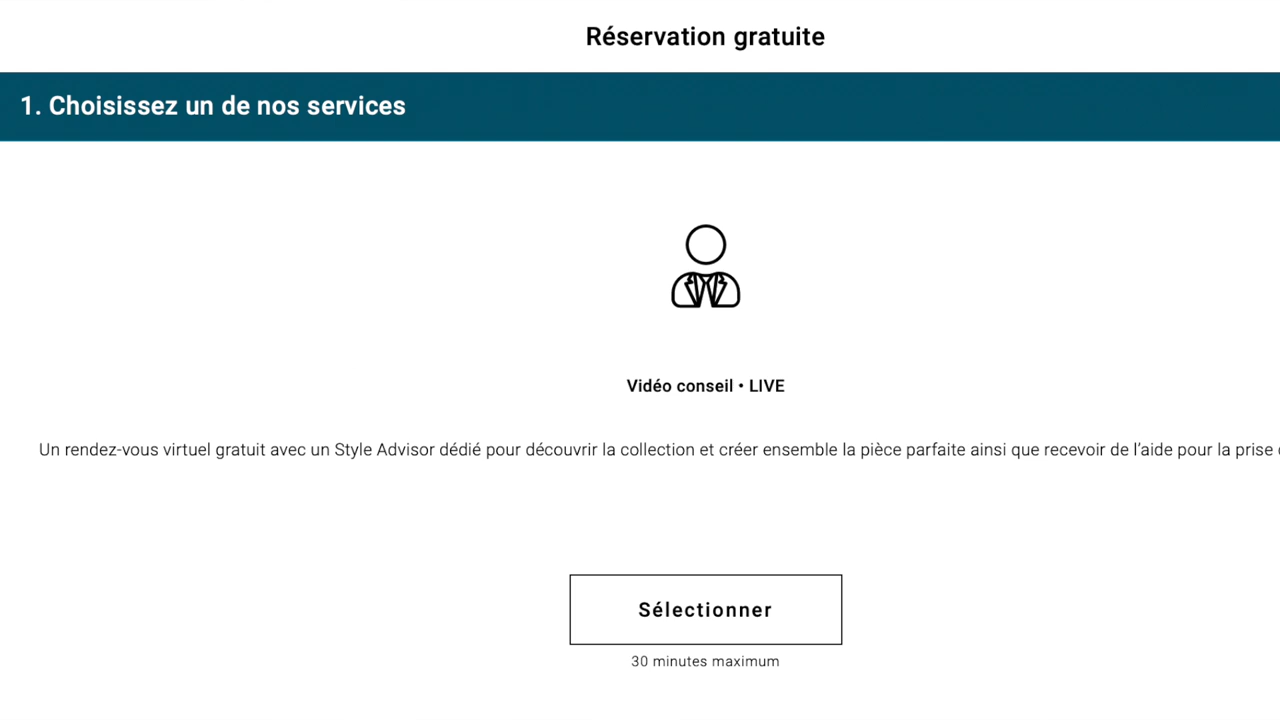 Réservation gratuite
1. Choisissez un de nos services
Vidéo conseil • LIVE
Un rendez-vous virtuel gratuit avec un Style Advisor dédié pour découvrir la collection et créer ensemble la pièce parfaite ainsi que recevoir de l’aide pour la prise
Sélectionner
30 minutes maximum